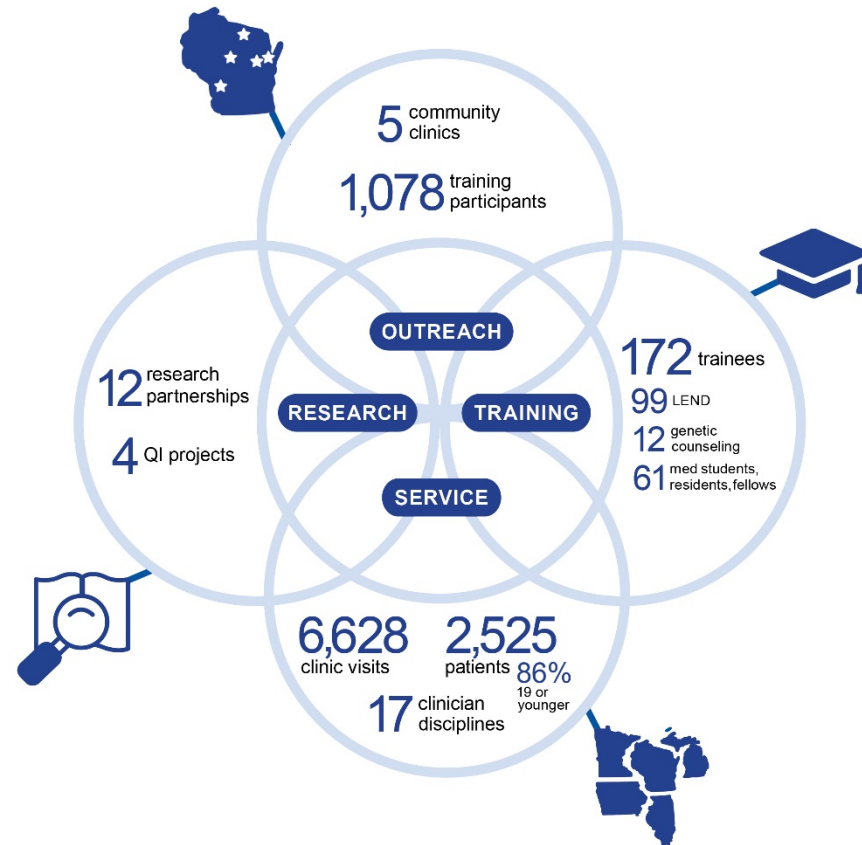 5 community
clinics
1,078 training
participants
OUTREACH
RESEARCH
TRAINING
SERVICE
12 research
partnerships
4 QI projects
172 trainees
99 LEND
12 genetic
counseling
61 med students,
residents, fellows
6,628
clinic visits
2,525
patients
86%
19 or
younger
17 clinician
disciplines